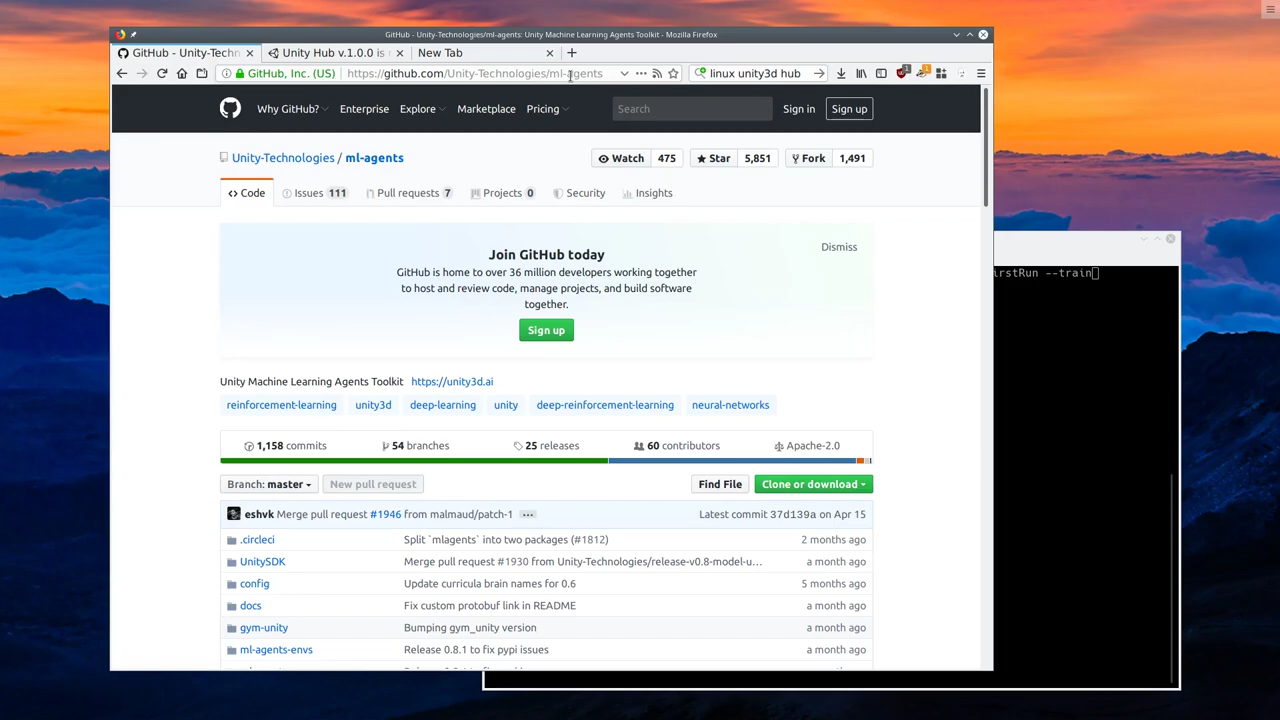 GitHub - Unity-Technologies/ml-agents: Unity Machine Learning Agents Toolkit - Mozilla Firefox
GitHub - Unity-Techn
Unity Hub v.1.0.0 is
New Tab
GitHub, Inc. (US)
https://github.com/Unity-Technologies/ml-agents
linux unity3d hub
Why GitHub?
Enterprise
Explore
Marketplace
Pricing
Search
Sign in
Sign up
Unity-Technologies / ml-agents
Watch 475
Star 5,851
Fork 1,491
Code
Issues 111
Pull requests 7
Projects 0
Security
Insights
Join GitHub today
Dismiss
GitHub is home to over 36 million developers working together
to host and review code, manage projects, and build software
together.
Sign up
irstRun --train
Unity Machine Learning Agents Toolkit https://unity3d.ai
reinforcement-learning unity3d deep-learning unity deep-reinforcement-learning neural-networks
1,158 commits
54 branches
25 releases
60 contributors
Apache-2.0
Branch: master
New pull request
Find File
Clone or download
eshvk Merge pull request #1946 from malmaud/patch-1 ...
Latest commit 37d139a on Apr 15
.circleci Split `mlagents` into two packages (#1812) 2 months ago
UnitySDK Merge pull request #1930 from Unity-Technologies/release-v0.8-model-u… a month ago
config Update curricula brain names for 0.6 5 months ago
docs Fix custom protobuf link in README a month ago
gym-unity Bumping gym_unity version a month ago
ml-agents-envs Release 0.8.1 to fix pypi issues a month ago